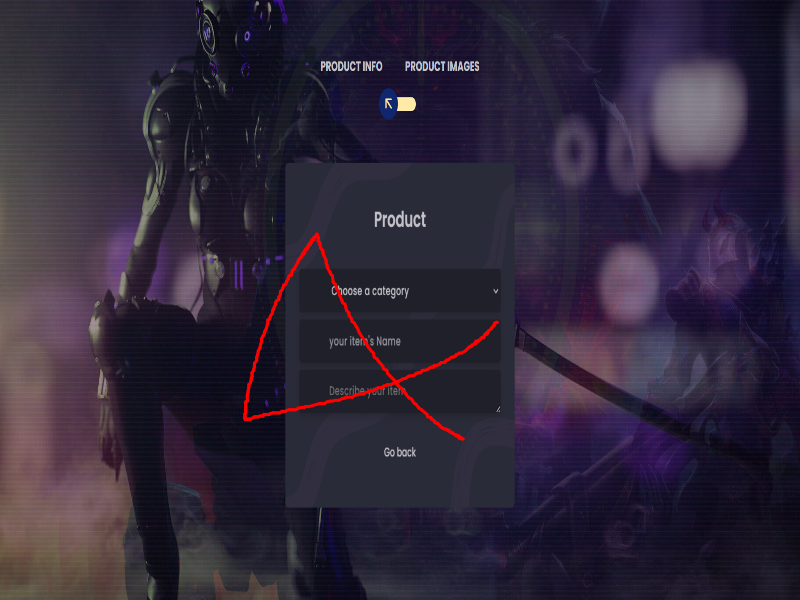 PRODUCT INFO PRODUCT IMAGES
Product
Choose a category
your item's Name
Describe your item
Go back